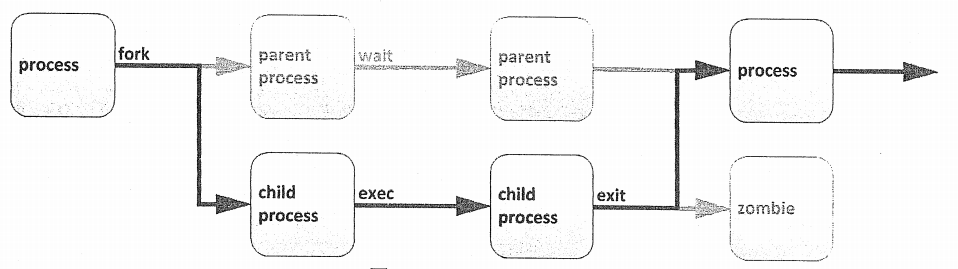 process
fork
parent
process
wait
parent
process
process
child
process
exec
child
process
exit
zombie